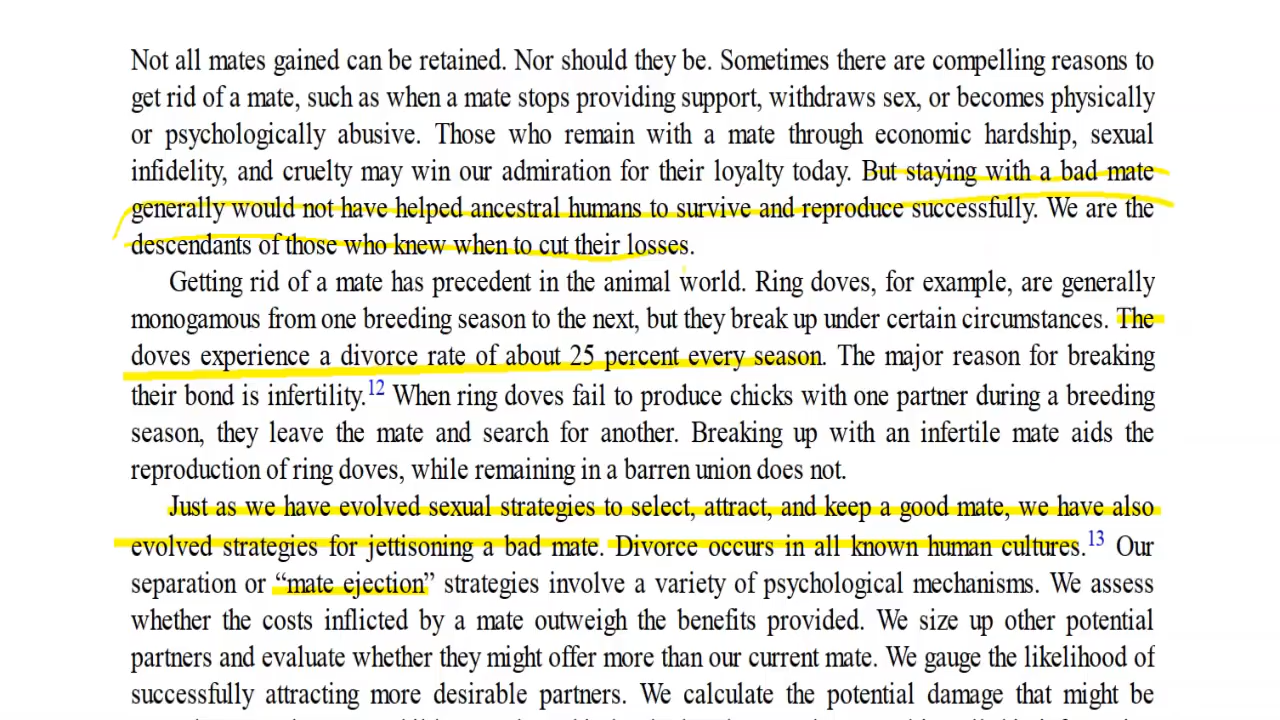 Not all mates gained can be retained. Nor should they be. Sometimes there are compelling reasons to
get rid of a mate, such as when a mate stops providing support, withdraws sex, or becomes physically
or psychologically abusive. Those who remain with a mate through economic hardship, sexual
infidelity, and cruelty may win our admiration for their loyalty today. But staying with a bad mate
generally would not have helped ancestral humans to survive and reproduce successfully. We are the
descendants of those who knew when to cut their losses.
Getting rid of a mate has precedent in the animal world. Ring doves, for example, are generally
monogamous from one breeding season to the next, but they break up under certain circumstances. The
doves experience a divorce rate of about 25 percent every season. The major reason for breaking
their bond is infertility.12 When ring doves fail to produce chicks with one partner during a breeding
season, they leave the mate and search for another. Breaking up with an infertile mate aids the
reproduction of ring doves, while remaining in a barren union does not.
Just as we have evolved sexual strategies to select, attract, and keep a good mate, we have also
evolved strategies for jettisoning a bad mate. Divorce occurs in all known human cultures.13 Our
separation or “mate ejection” strategies involve a variety of psychological mechanisms. We assess
whether the costs inflicted by a mate outweigh the benefits provided. We size up other potential
partners and evaluate whether they might offer more than our current mate. We gauge the likelihood of
successfully attracting more desirable partners. We calculate the potential damage that might be